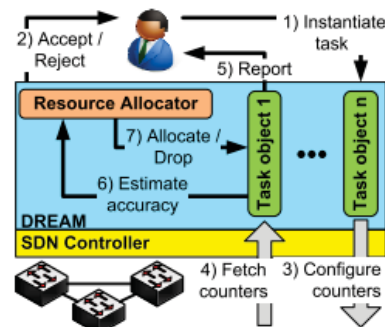 2) Accept /
Reject
1) Instantiate
task
5) Report
Resource Allocator
7) Allocate /
Drop
6) Estimate
accuracy
Task object 1
•••
Task object n
DREAM
SDN Controller
4) Fetch
counters
3) Configure
counters